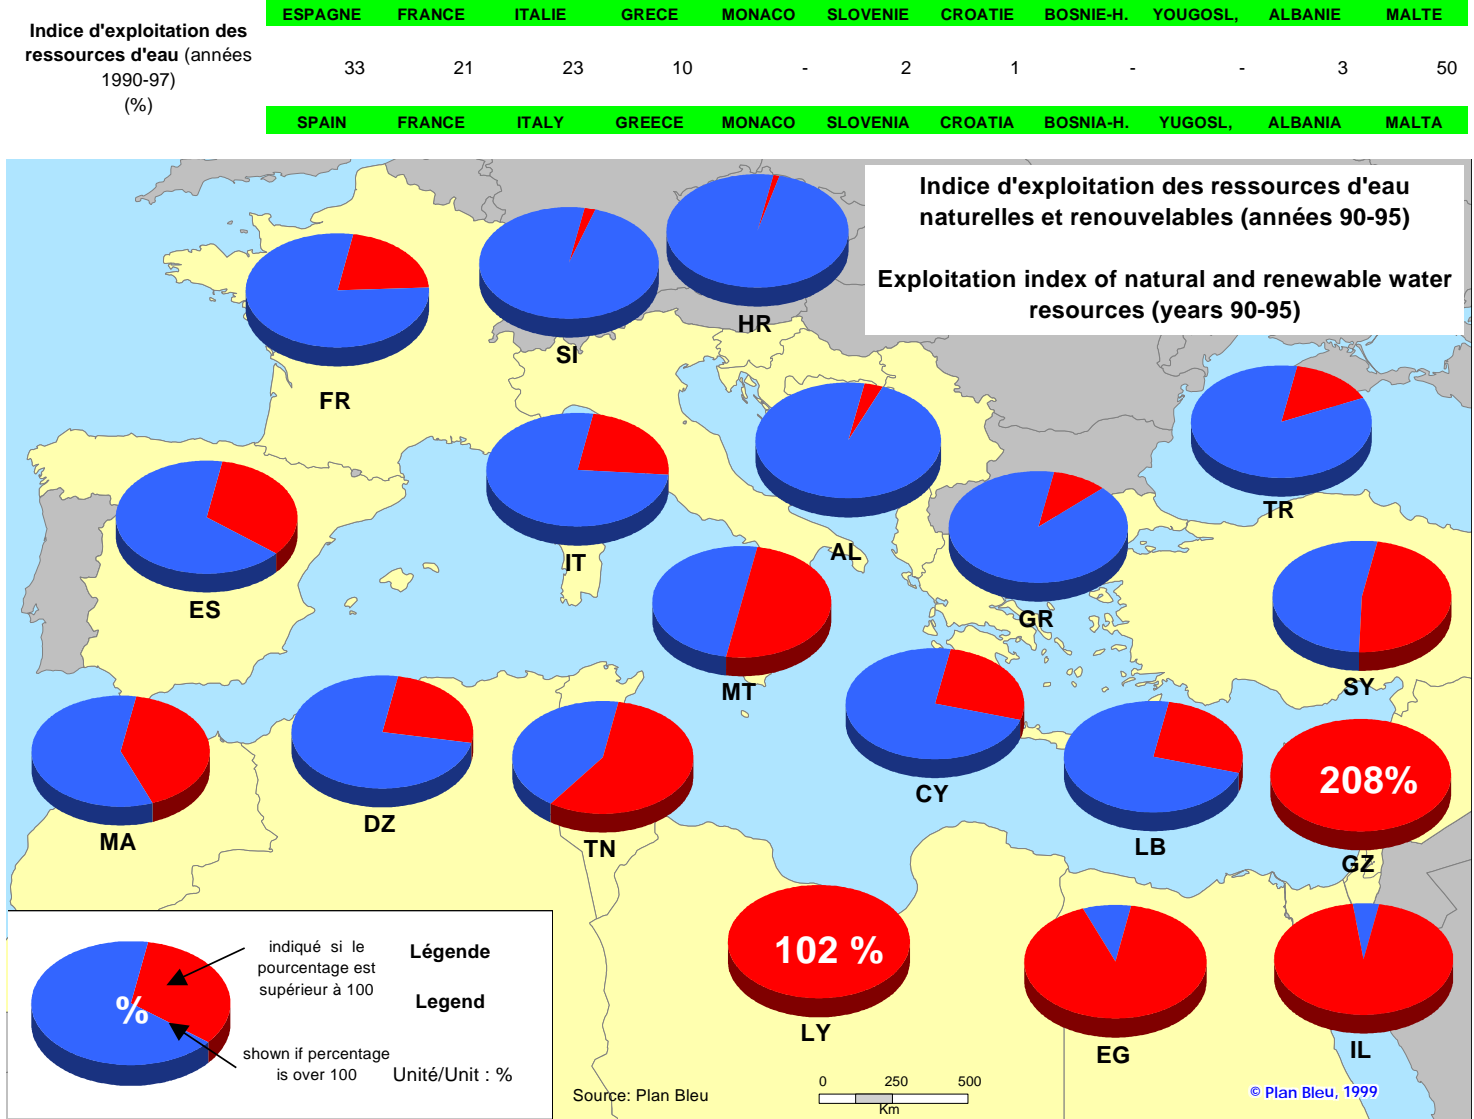 ESPAGNE FRANCE ITALIE GRECE MONACO SLOVENIE CROATIE BOSNIE-H. YOUGOSL, ALBANIE MALTE
Indice d'exploitation des
ressources d'eau (années
1990-97)
(%)
33 21 23 10 - 2 1 - - 3 50
SPAIN FRANCE ITALY GREECE MONACO SLOVENIA CROATIA BOSNIA-H. YUGOSL, ALBANIA MALTA
Indice d'exploitation des ressources d'eau
naturelles et renouvelables (années 90-95)
Exploitation index of natural and renewable water
resources (years 90-95)
HR
SI
FR
TR
AL
IT
ES
GR
SY
MT
CY
DZ
MA
TN
LB
208%
GZ
102 %
LY
EG
IL
indiqué si le
pourcentage est
supérieur à 100
Légende
Legend
%
shown if percentage
is over 100
Unité/Unit : %
Source: Plan Bleu
0 250 500
Km
© Plan Bleu, 1999